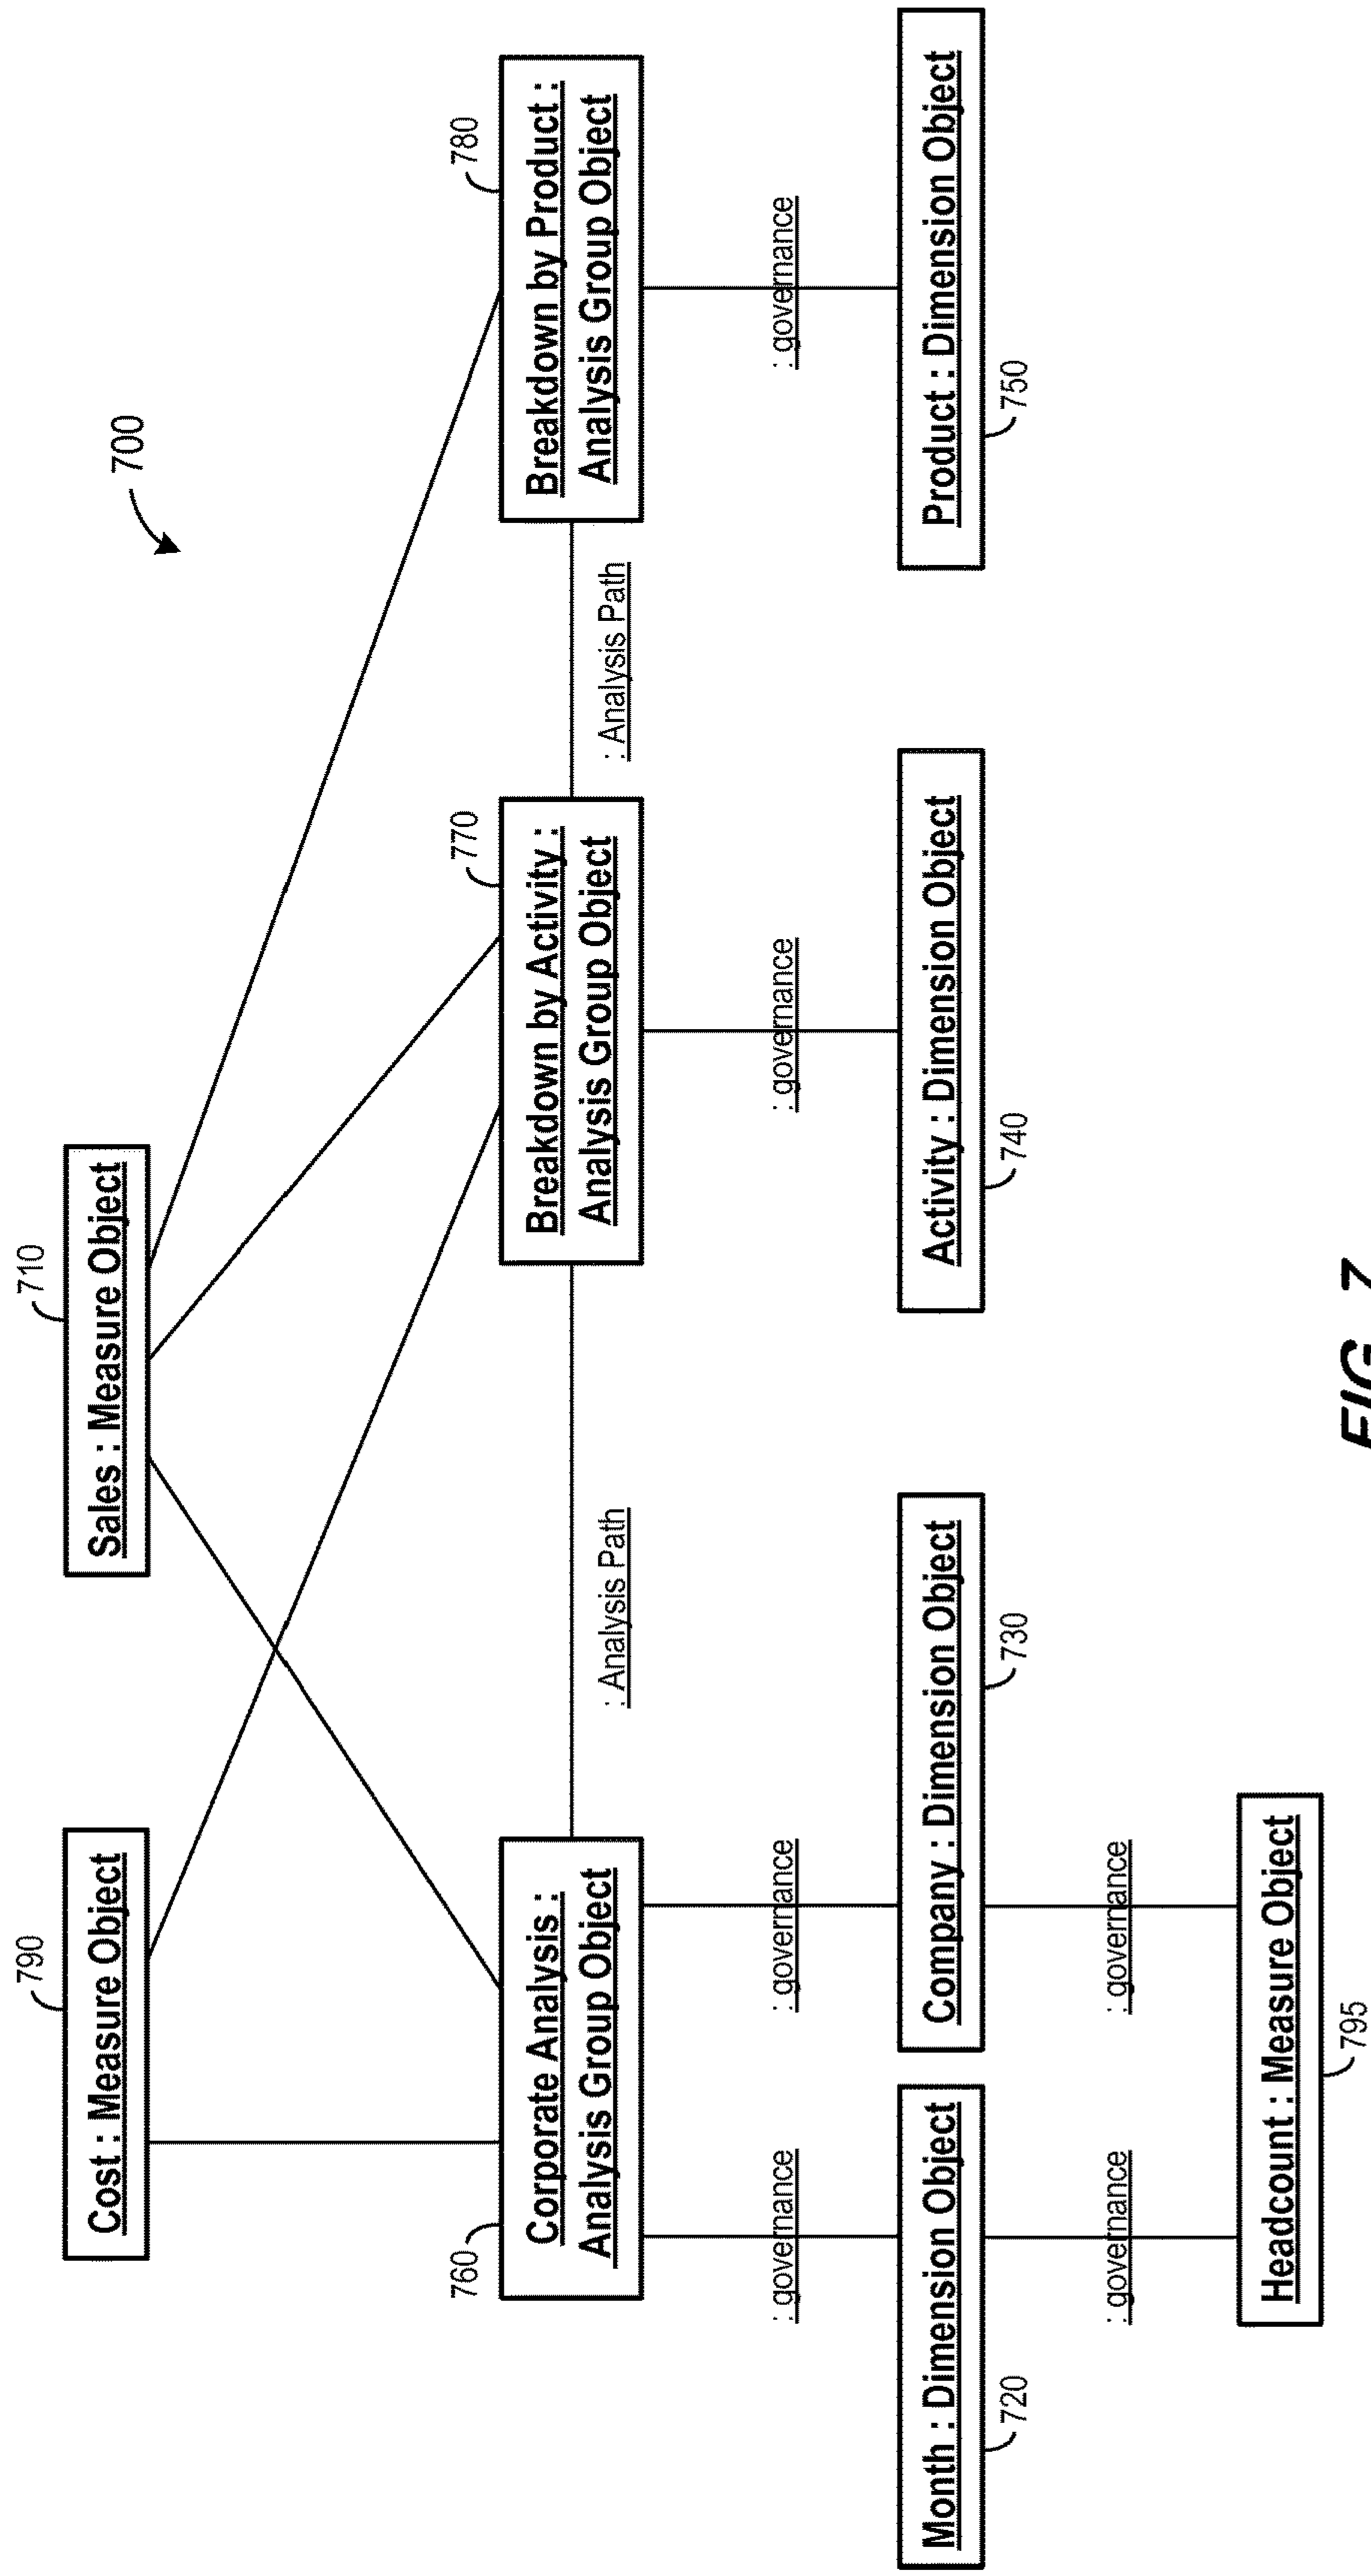 700
790
Cost : Measure Object
710
Sales : Measure Object
760
Corporate Analysis :
Analysis Group Object
: Analysis Path
770
Breakdown by Activity :
Analysis Group Object
: Analysis Path
780
Breakdown by Product :
Analysis Group Object
: governance
: governance
: governance
: governance
Month : Dimension Object
720
Company : Dimension Object
730
Activity : Dimension Object
740
Product : Dimension Object
750
: governance
: governance
Headcount : Measure Object
795
FIG. 7